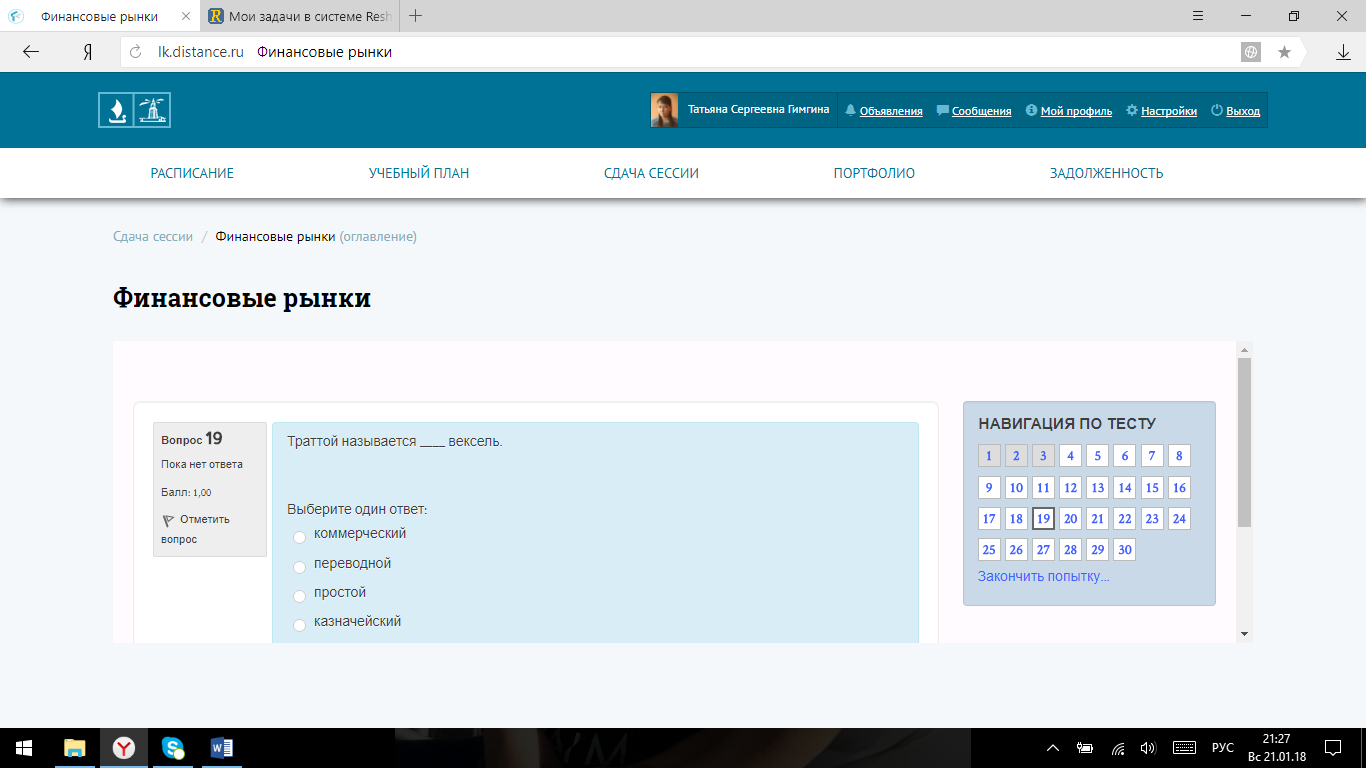 Финансовые рынки
Мои задачи в системе Resh
Я
lk.distance.ru Финансовые рынки
Татьяна Сергеевна Гимгина
Объявления
Сообщения
Мой профиль
Настройки
Выход
РАСПИСАНИЕ
УЧЕБНЫЙ ПЛАН
СДАЧА СЕССИИ
ПОРТФОЛИО
ЗАДОЛЖЕННОСТЬ
Сдача сессии / Финансовые рынки (оглавление)
Финансовые рынки
Вопрос 19
Пока нет ответа
Балл: 1,00
Отметить
вопрос
Траттой называется ____ вексель.
Выберите один ответ:
коммерческий
переводной
простой
казначейский
НАВИГАЦИЯ ПО ТЕСТУ
1 2 3 4 5 6 7 8
9 10 11 12 13 14 15 16
17 18 19 20 21 22 23 24
25 26 27 28 29 30
Закончить попытку...
РУС
21:27
Вс 21.01.18